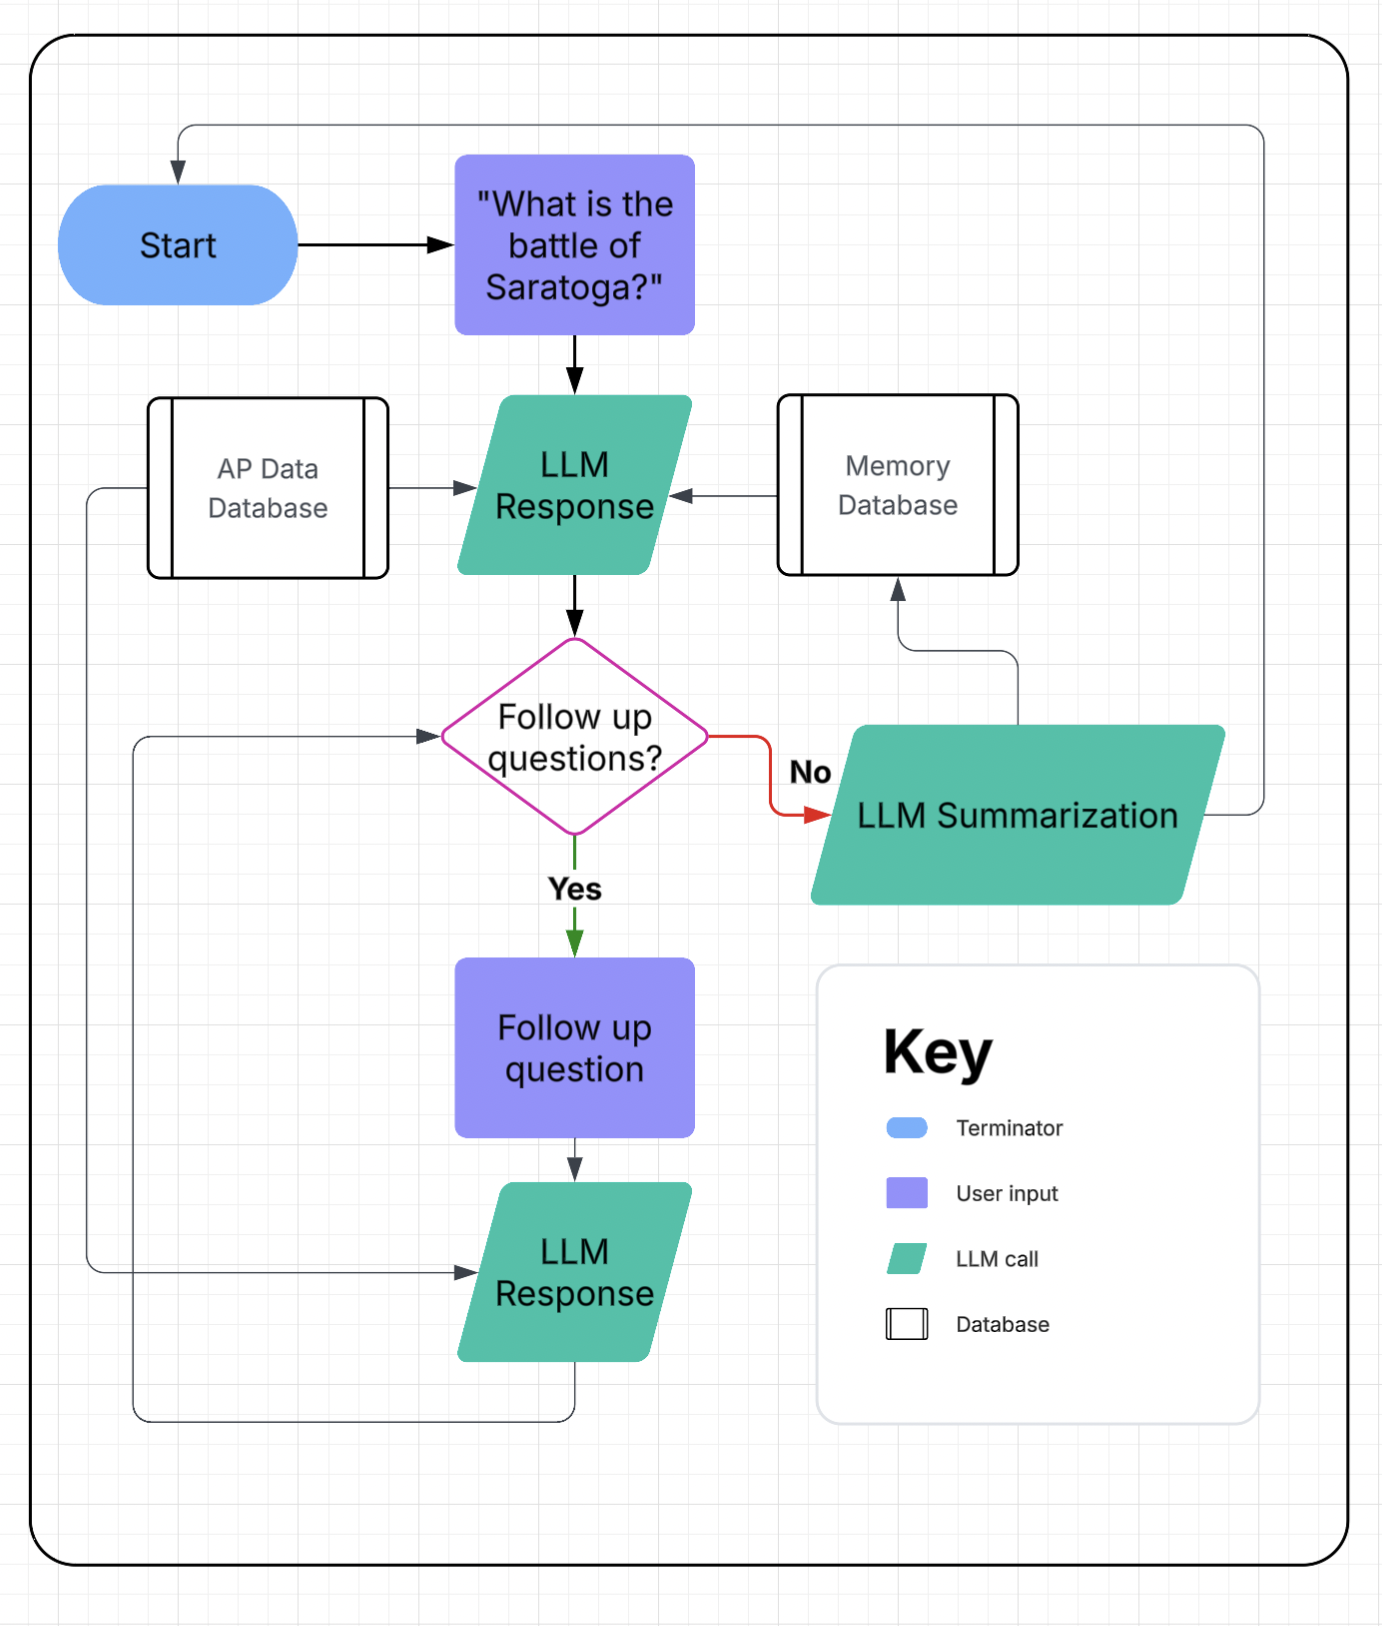 Start
"What is the
battle of
Saratoga?"
AP Data
Database
LLM
Response
Memory
Database
Follow up
questions?
No
LLM Summarization
Yes
Follow up
question
LLM
Response
Key
Terminator
User input
LLM call
Database